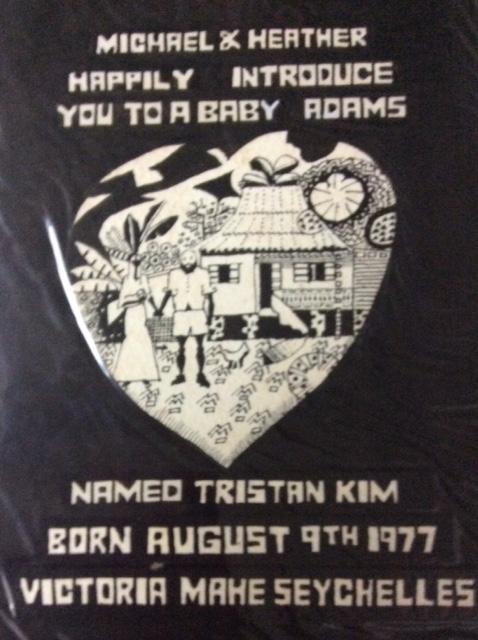 MICHAEL & HEATHER
HAPPILY INTRODUCE
YOU TO A BABY ADAMS
NAMED TRISTAN KIM
BORN AUGUST 9TH 1977
VICTORIA MAHE SEYCHELLES